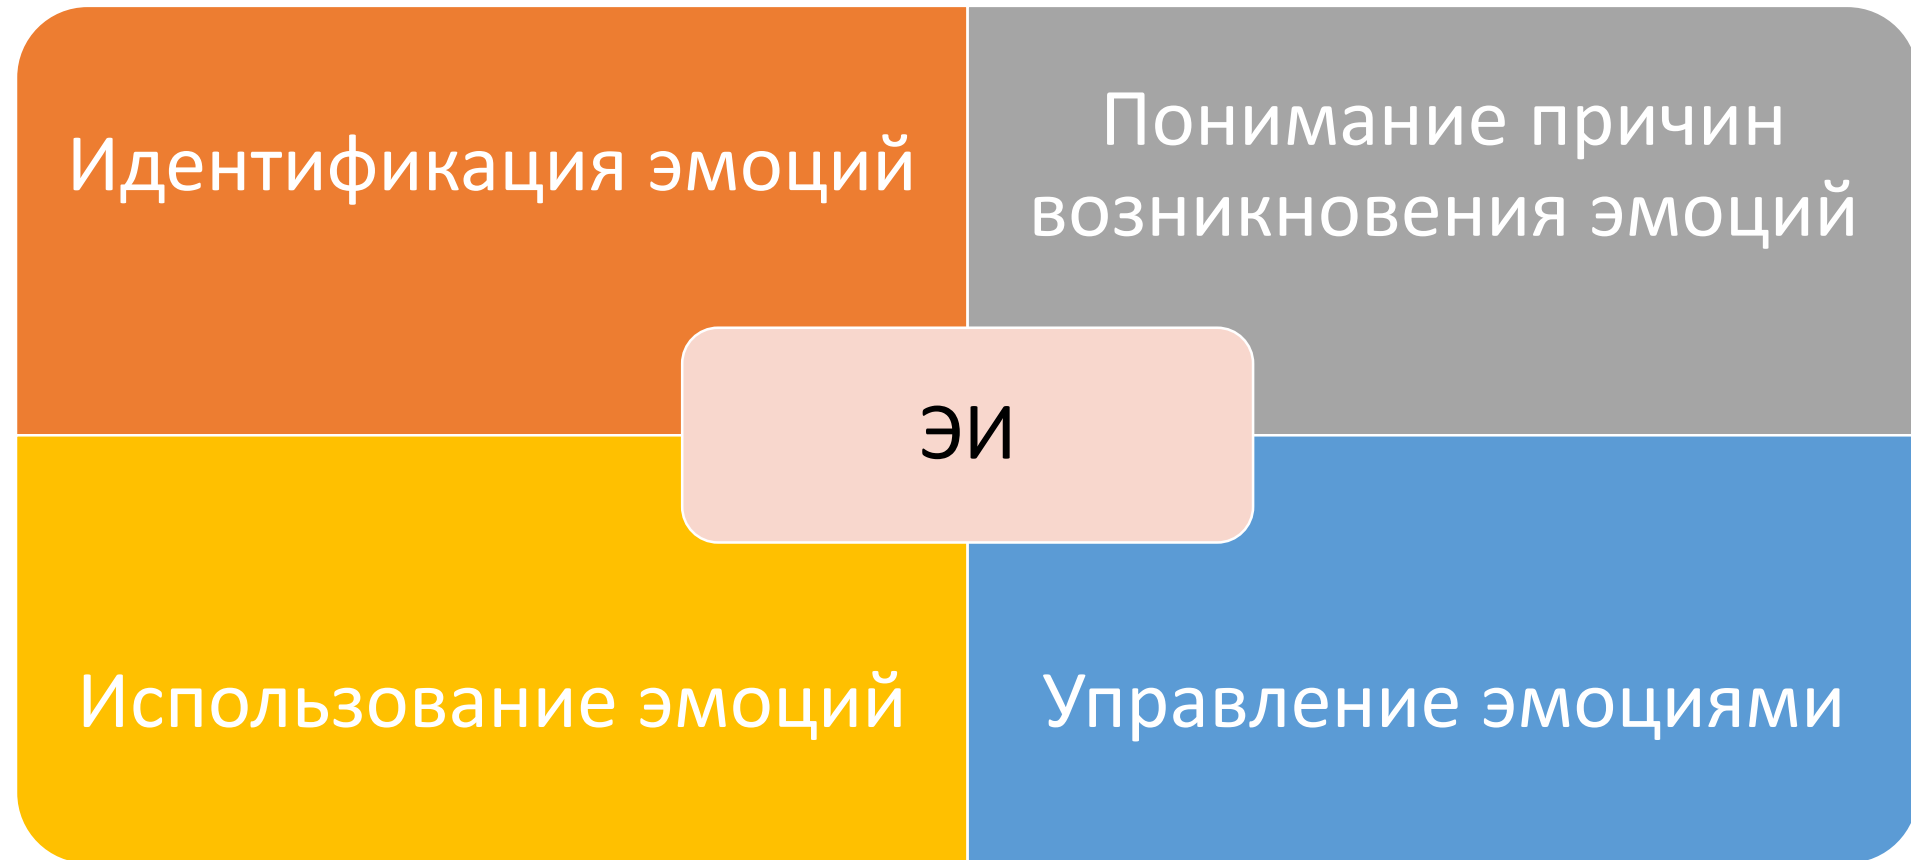 Идентификация эмоций
Понимание причин
возникновения эмоций
ЭИ
Использование эмоций
Управление эмоциями